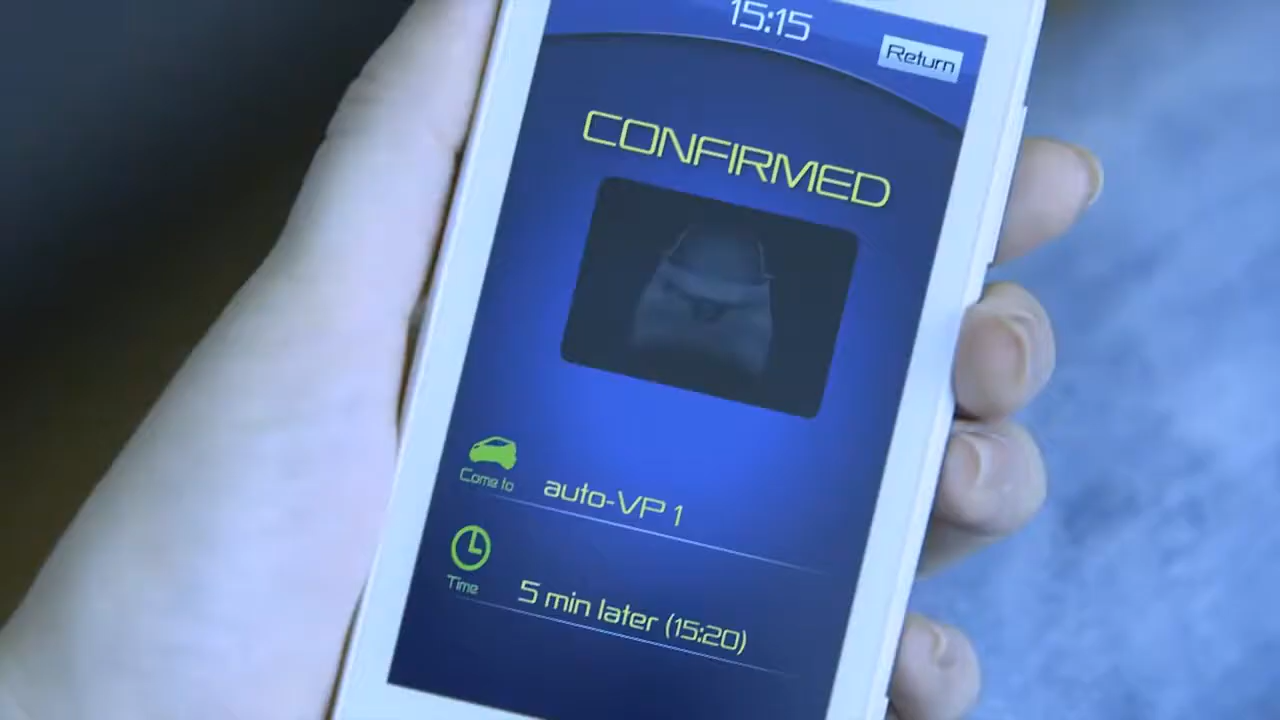 15:15
Return
CONFIRMED
Come to
auto-VP 1
Time
5 min later (15:20)